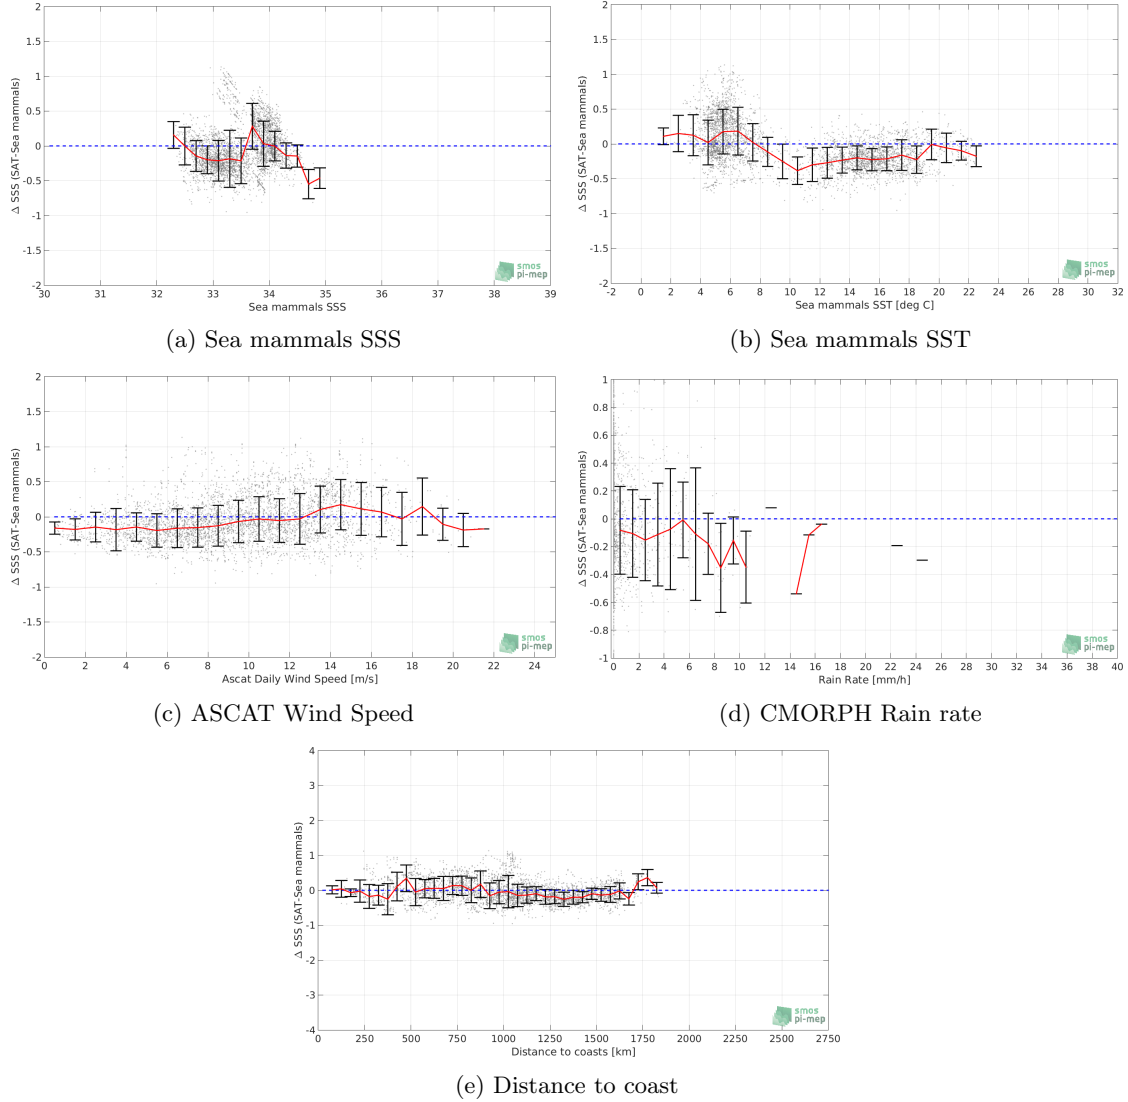 2
1.5
1
0.5
0
-0.5
-1
-1.5
-2
Δ SSS (SAT-Sea mammals)
30 31 32 33 34 35 36 37 38 39
Sea mammals SSS
smos
pi-mep
(a) Sea mammals SSS
2
1.5
1
0.5
0
-0.5
-1
-1.5
-2
Δ SSS (SAT-Sea mammals)
-2 0 2 4 6 8 10 12 14 16 18 20 22 24 26 28 30 32
Sea mammals SST [deg C]
smos
pi-mep
(b) Sea mammals SST
2
1.5
1
0.5
0
-0.5
-1
-1.5
-2
Δ SSS (SAT-Sea mammals)
0 2 4 6 8 10 12 14 16 18 20 22 24
Ascat Daily Wind Speed [m/s]
smos
pi-mep
(c) ASCAT Wind Speed
1
0.8
0.6
0.4
0.2
0
-0.2
-0.4
-0.6
-0.8
-1
Δ SSS (SAT-Sea mammals)
0 2 4 6 8 10 12 14 16 18 20 22 24 26 28 30 32 34 36 38 40
Rain Rate [mm/h]
smos
pi-mep
(d) CMORPH Rain rate
4
3
2
1
0
-1
-2
-3
-4
Δ SSS (SAT-Sea mammals)
0 250 500 750 1000 1250 1500 1750 2000 2250 2500 2750
Distance to coasts [km]
smos
pi-mep
(e) Distance to coast